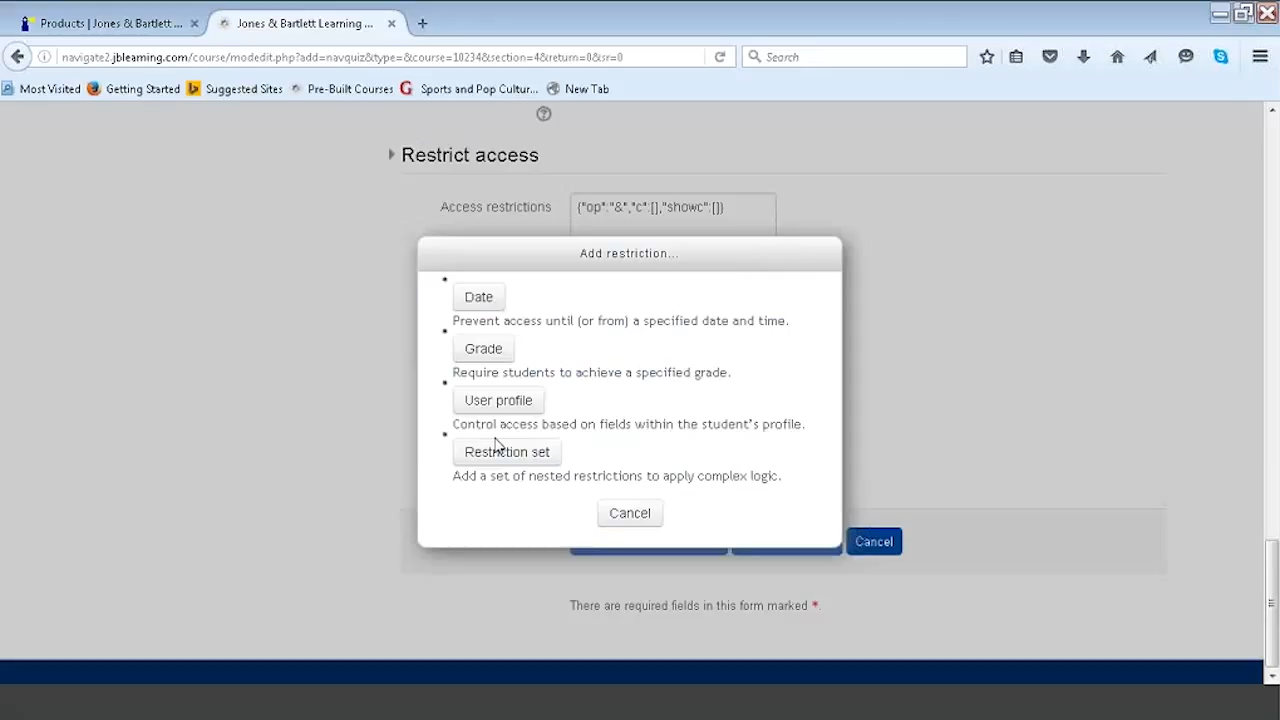 Products | Jones & Bartlett ...
Jones & Bartlett Learning ...
navigate2.jblearning.com/course/modedit.php?add=navquiz&type=&course=10234&section=4&return=0&sr=0
Search
Most Visited Getting Started Suggested Sites Pre-Built Courses Sports and Pop Cultur... New Tab
Restrict access
Access restrictions
{"op":"&","c":[],"showc":[]}
Add restriction...
Date
Prevent access until (or from) a specified date and time.
Grade
Require students to achieve a specified grade.
User profile
Control access based on fields within the student's profile.
Restriction set
Add a set of nested restrictions to apply complex logic.
Cancel
Cancel
There are required fields in this form marked *.